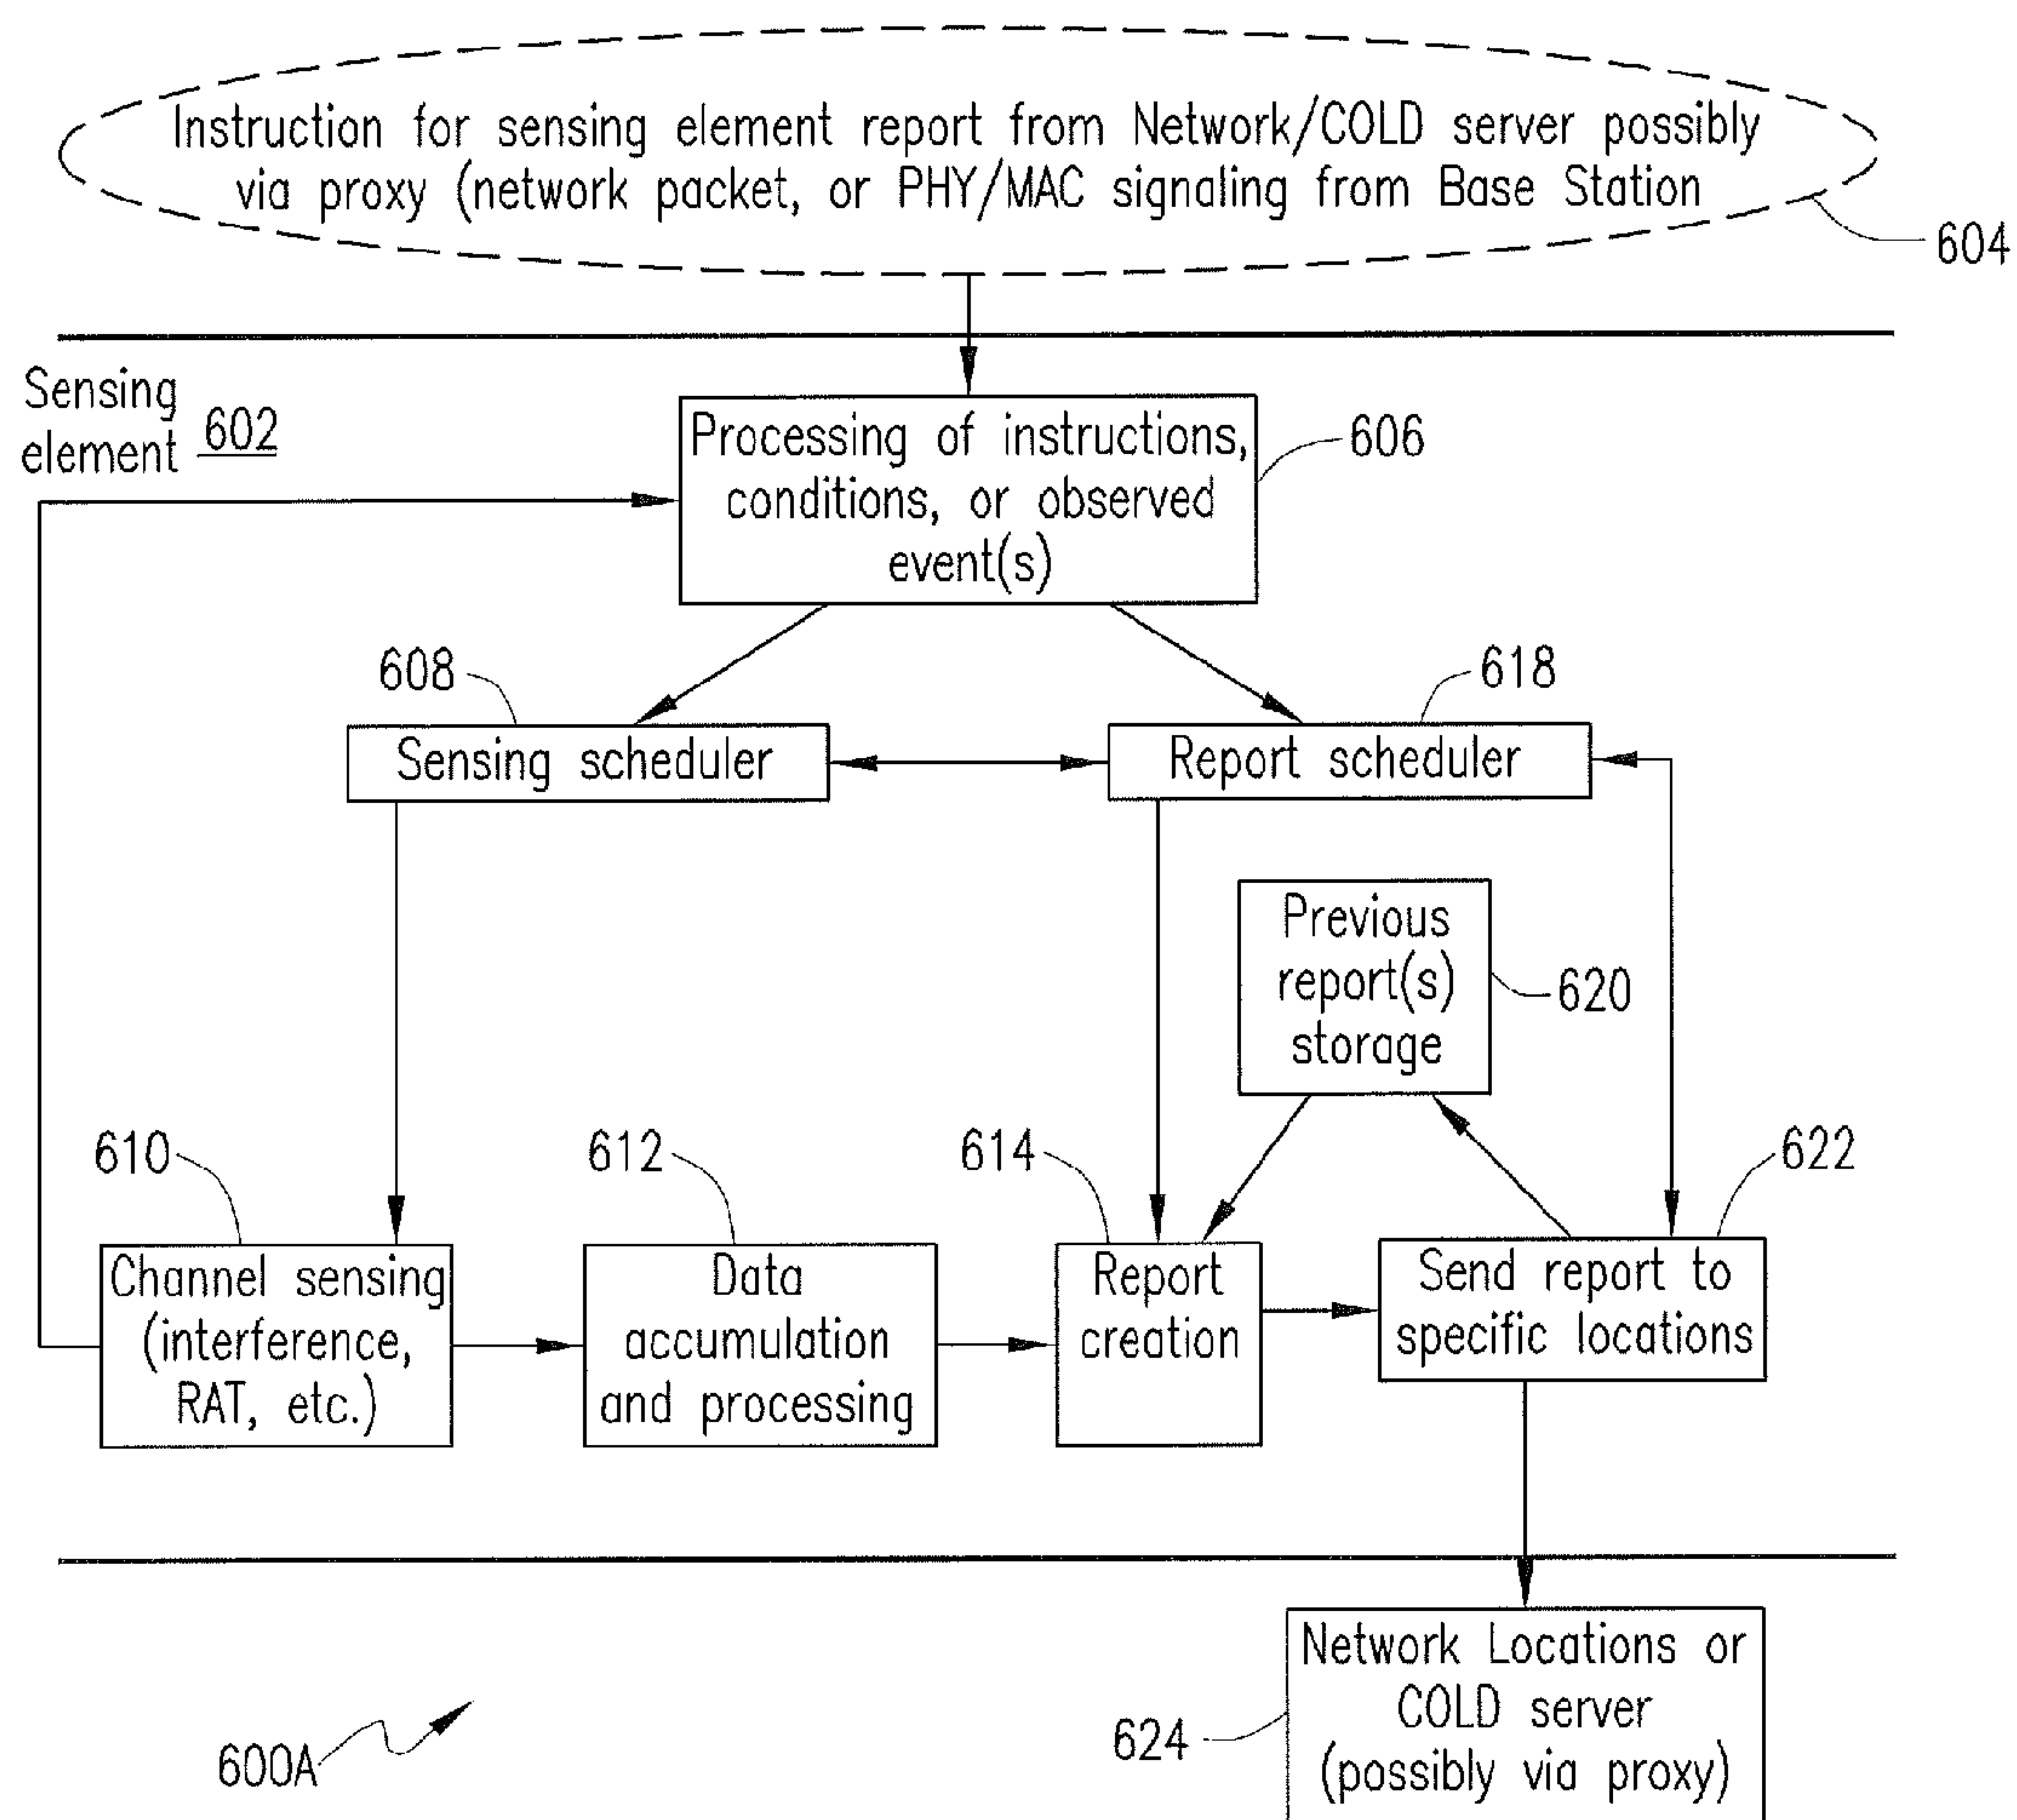 Instruction for sensing element report from Network/COLD server possibly
via proxy (network packet, or PHY/MAC signaling from Base Station
604
Sensing
element 602
Processing of instructions,
conditions, or observed
event(s)
606
608
618
Sensing scheduler
Report scheduler
Previous
report(s)
storage
620
610
612
614
622
Channel sensing
(interference,
RAT, etc.)
Data
accumulation
and processing
Report
creation
Send report to
specific locations
Network Locations or
COLD server
(possibly via proxy)
624
600A